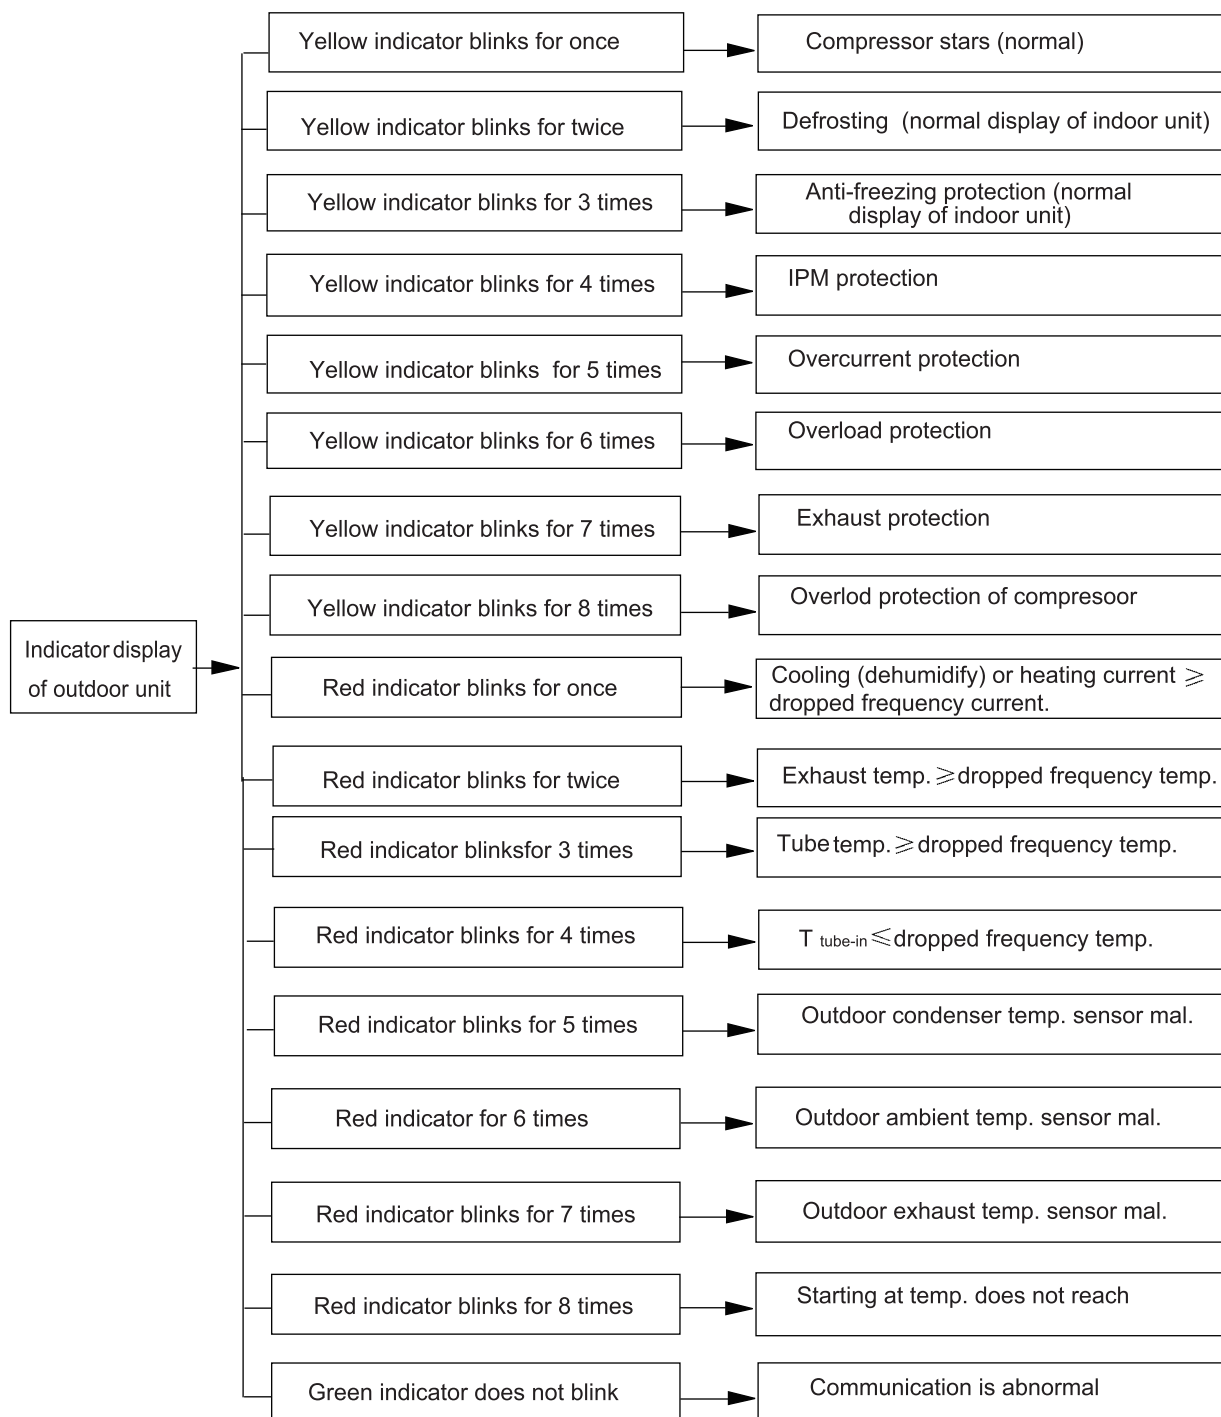 Yellow indicator blinks for once
Compressor stars (normal)
Yellow indicator blinks for twice
Defrosting (normal display of indoor unit)
Yellow indicator blinks for 3 times
Anti-freezing protection (normal
display of indoor unit)
Yellow indicator blinks for 4 times
IPM protection
Yellow indicator blinks for 5 times
Overcurrent protection
Yellow indicator blinks for 6 times
Overload protection
Yellow indicator blinks for 7 times
Exhaust protection
Yellow indicator blinks for 8 times
Overlod protection of compresoor
Indicator display
of outdoor unit
Red indicator blinks for once
Cooling (dehumidify) or heating current ⩾
dropped frequency current.
Red indicator blinks for twice
Exhaust temp. ⩾dropped frequency temp.
Red indicator blinksfor 3 times
Tube temp. ⩾dropped frequency temp.
Red indicator blinks for 4 times
T tube-in ⩽dropped frequency temp.
Red indicator blinks for 5 times
Outdoor condenser temp. sensor mal.
Red indicator for 6 times
Outdoor ambient temp. sensor mal.
Red indicator blinks for 7 times
Outdoor exhaust temp. sensor mal.
Red indicator blinks for 8 times
Starting at temp. does not reach
Green indicator does not blink
Communication is abnormal